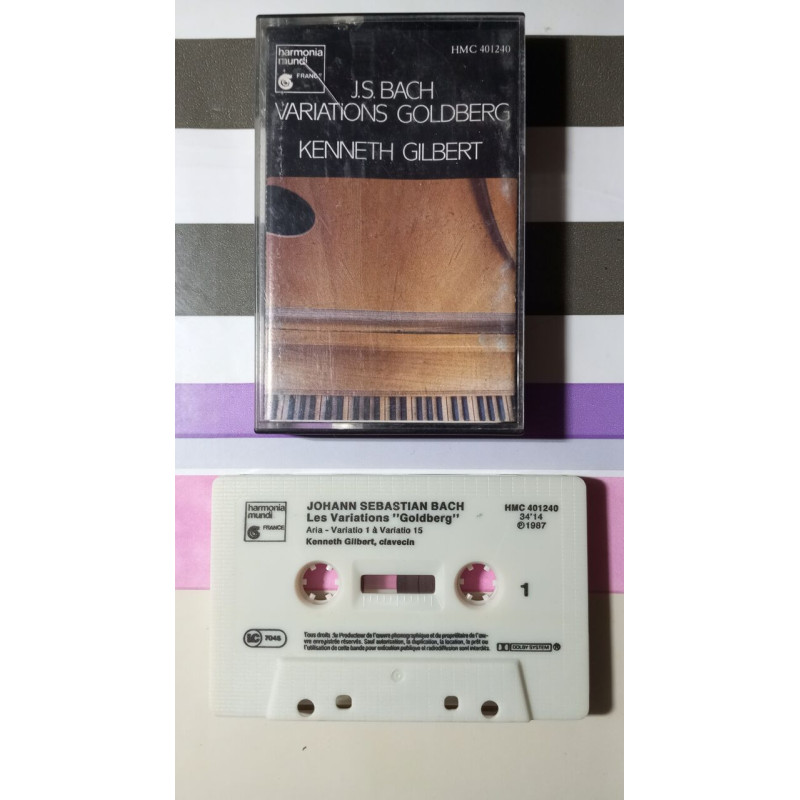 harmonia
mundi
FRANCE
HMC 401240
J.S. BACH
VARIATIONS GOLDBERG
KENNETH GILBERT
harmonia
mundi
FRANCE
JOHANN SEBASTIAN BACH
Les Variations "Goldberg"
Aria - Variatio 1 à Variatio 15
Kenneth Gilbert, clavecin
HMC 401240
34'14
℗1987
1
LC 7045
Tous droits du Producteur de l'œuvre phonographique et du propriétaire de l'œu-
vre enregistrée réservés. Sauf autorisation, la duplication, la location, le prêt ou
l'utilisation de cette bande pour exécution publique et radiodiffusion sont interdits.
DOLBY SYSTEM ®